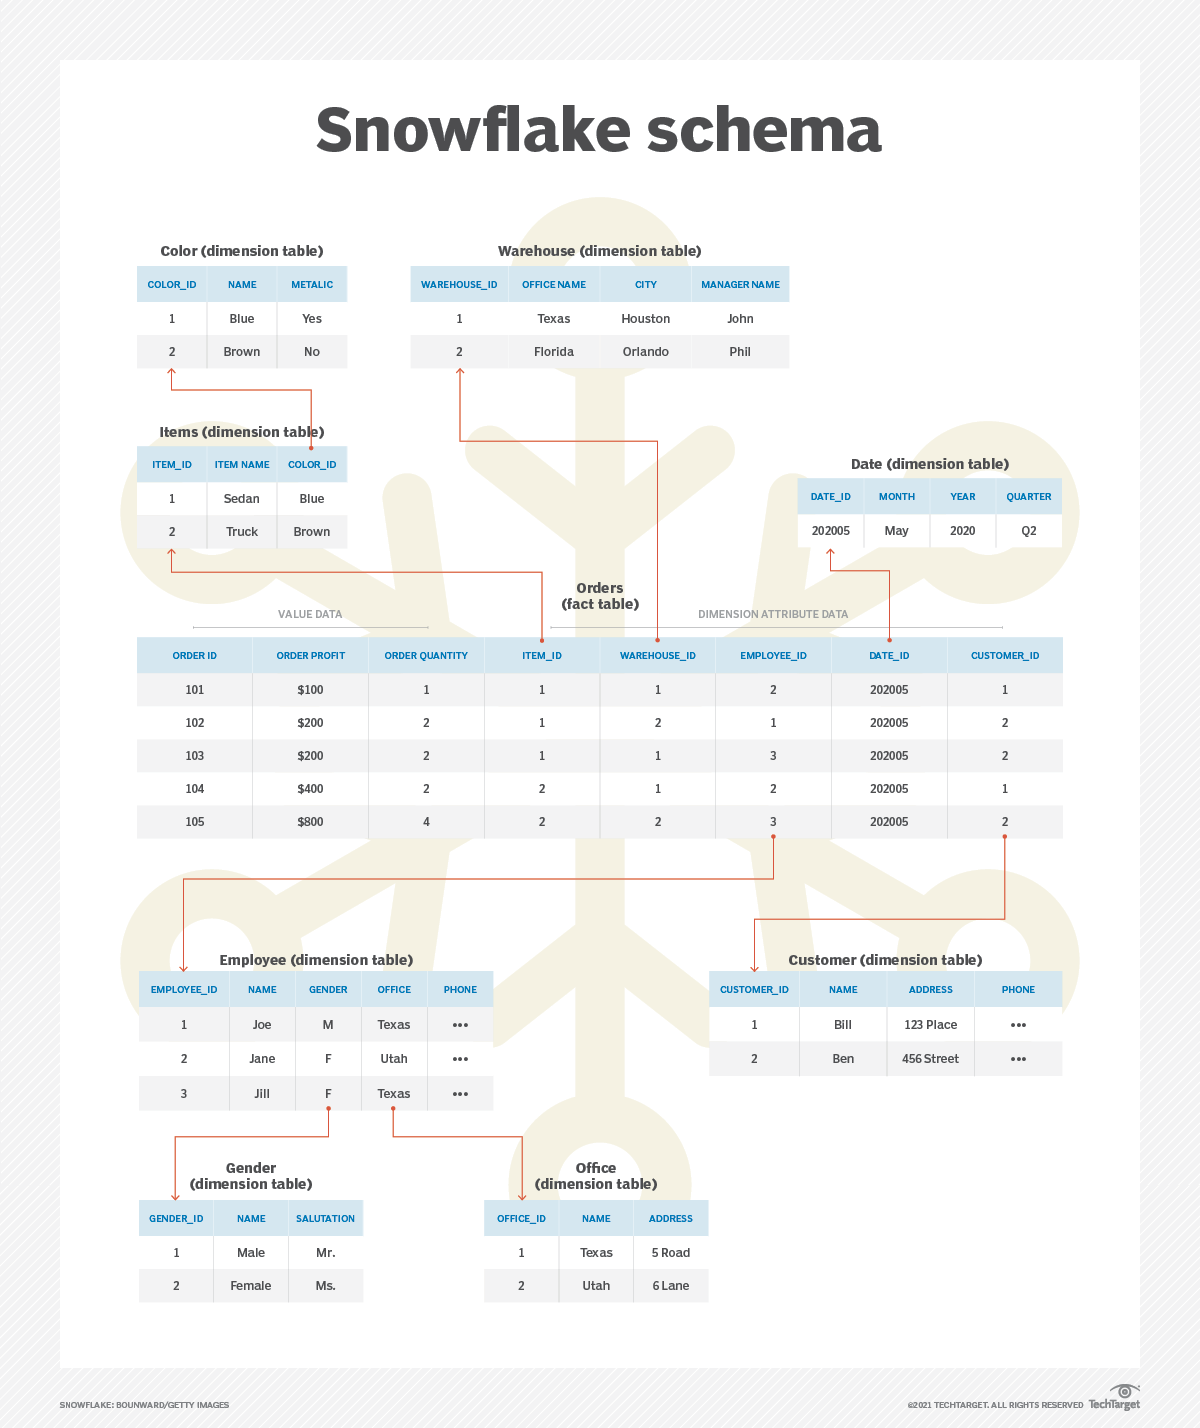 Snowflake schema
Color (dimension table)
COLOR_ID NAME METALIC
1 Blue Yes
2 Brown No
Warehouse (dimension table)
WAREHOUSE_ID OFFICE NAME CITY MANAGER NAME
1 Texas Houston John
2 Florida Orlando Phil
Items (dimension table)
ITEM_ID ITEM NAME COLOR_ID
1 Sedan Blue
2 Truck Brown
Date (dimension table)
DATE_ID MONTH YEAR QUARTER
202005 May 2020 Q2
Orders
(fact table)
VALUE DATA DIMENSION ATTRIBUTE DATA
ORDER ID ORDER PROFIT ORDER QUANTITY ITEM_ID WAREHOUSE_ID EMPLOYEE_ID DATE_ID CUSTOMER_ID
101 $100 1 1 1 2 202005 1
102 $200 2 1 2 1 202005 2
103 $200 2 1 1 3 202005 2
104 $400 2 2 1 2 202005 1
105 $800 4 2 2 3 202005 2
Employee (dimension table)
EMPLOYEE_ID NAME GENDER OFFICE PHONE
1 Joe M Texas •••
2 Jane F Utah •••
3 Jill F Texas •••
Customer (dimension table)
CUSTOMER_ID NAME ADDRESS PHONE
1 Bill 123 Place •••
2 Ben 456 Street •••
Gender
(dimension table)
GENDER_ID NAME SALUTATION
1 Male Mr.
2 Female Ms.
Office
(dimension table)
OFFICE_ID NAME ADDRESS
1 Texas 5 Road
2 Utah 6 Lane
SNOWFLAKE: BOUNWARD/GETTY IMAGES
©2021 TECHTARGET. ALL RIGHTS RESERVED TechTarget